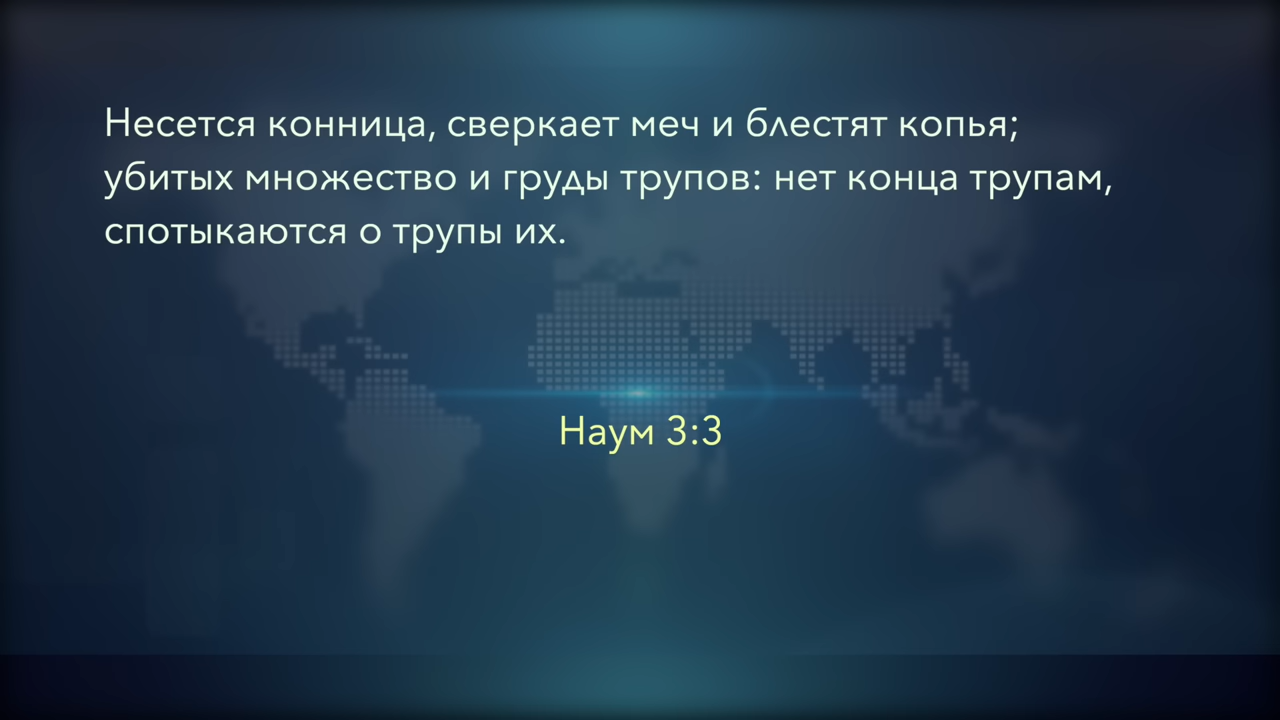 Несется конница, сверкает меч и блестят копья;
убитых множество и груды трупов: нет конца трупам,
спотыкаются о трупы их.
Наум 3:3